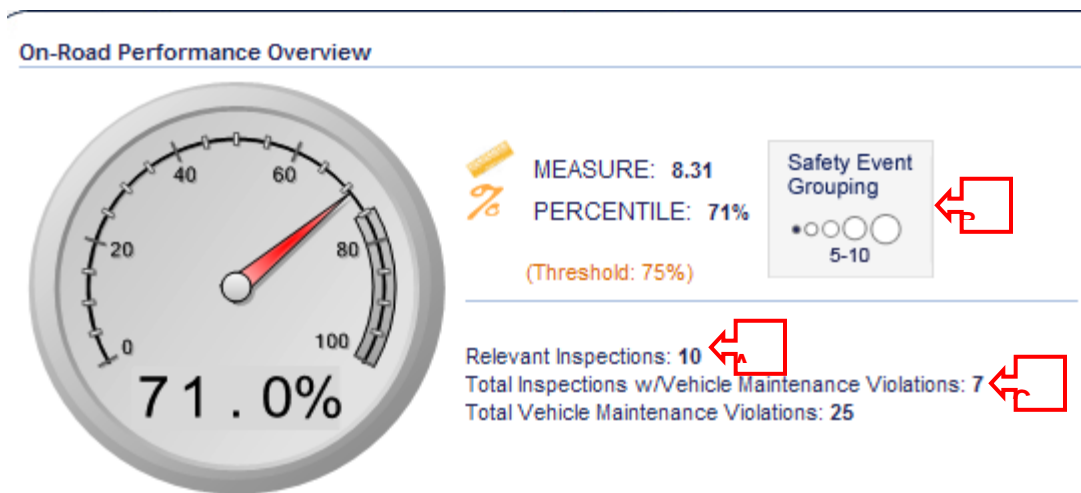 On-Road Performance Overview
0
20
40
60
80
100
71.0%
MEASURE: 8.31
PERCENTILE: 71%
(Threshold: 75%)
Safety Event
Grouping
5-10
Relevant Inspections: 10
Total Inspections w/Vehicle Maintenance Violations: 7
Total Vehicle Maintenance Violations: 25